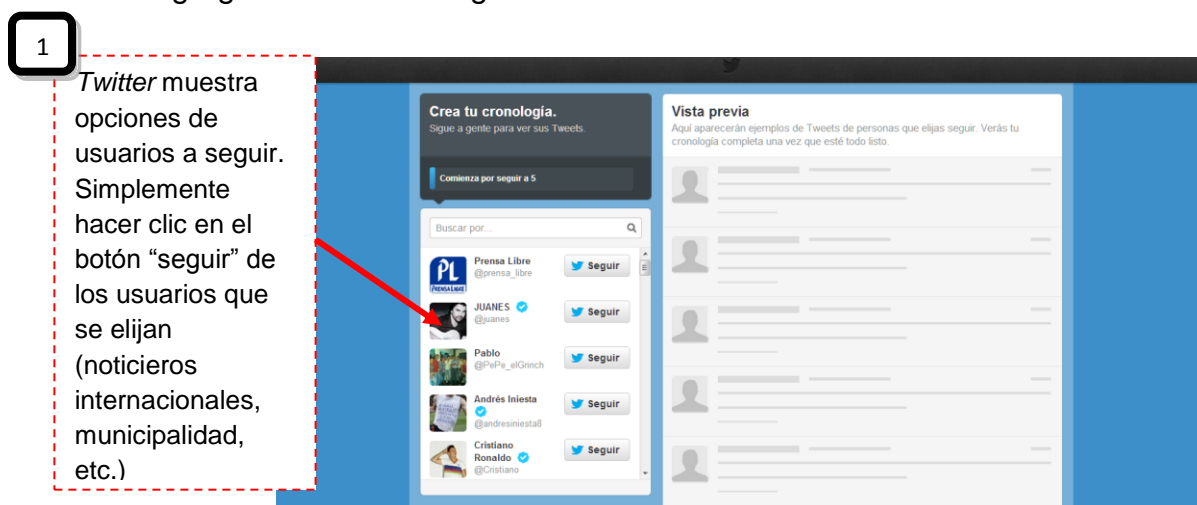 1
Twitter muestra
opciones de
usuarios a seguir.
Simplemente
hacer clic en el
botón “seguir” de
los usuarios que
se elijan
(noticieros
internacionales,
municipalidad,
etc.)
Crea tu cronología.
Sigue a gente para ver sus Tweets.
Comienza por seguir a 5
Buscar por...
PL
PRENSA LIBRE
Prensa Libre
@prensa_libre
Seguir
JUANES
@juanes
Seguir
Pablo
@PePe_elGrinch
Seguir
Andrés Iniesta
@andresiniesta8
Seguir
Cristiano
Ronaldo
@Cristiano
Seguir
Vista previa
Aquí aparecerán ejemplos de Tweets de personas que elijas seguir. Verás tu
cronología completa una vez que esté todo listo.